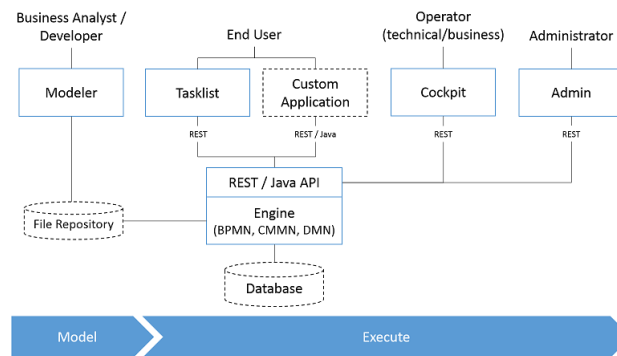 Business Analyst /
Developer
End User
Operator
(technical/business)
Administrator
Modeler
Tasklist
Custom
Application
Cockpit
Admin
REST
REST / Java
REST
REST
REST / Java API
Engine
(BPMN, CMMN, DMN)
File Repository
Database
Model
Execute